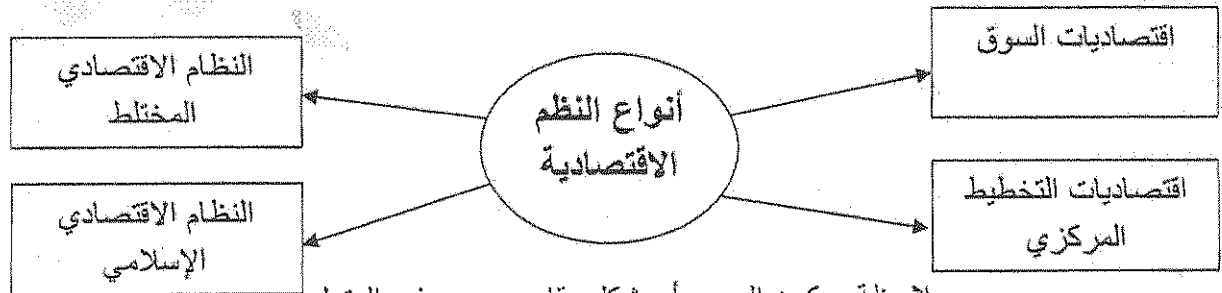 اقتصاديات السوق
النظام الاقتصادي
المختلط
أنواع النظم
الاقتصادية
اقتصاديات التخطيط
المركزي
النظام الاقتصادي
الإسلامي